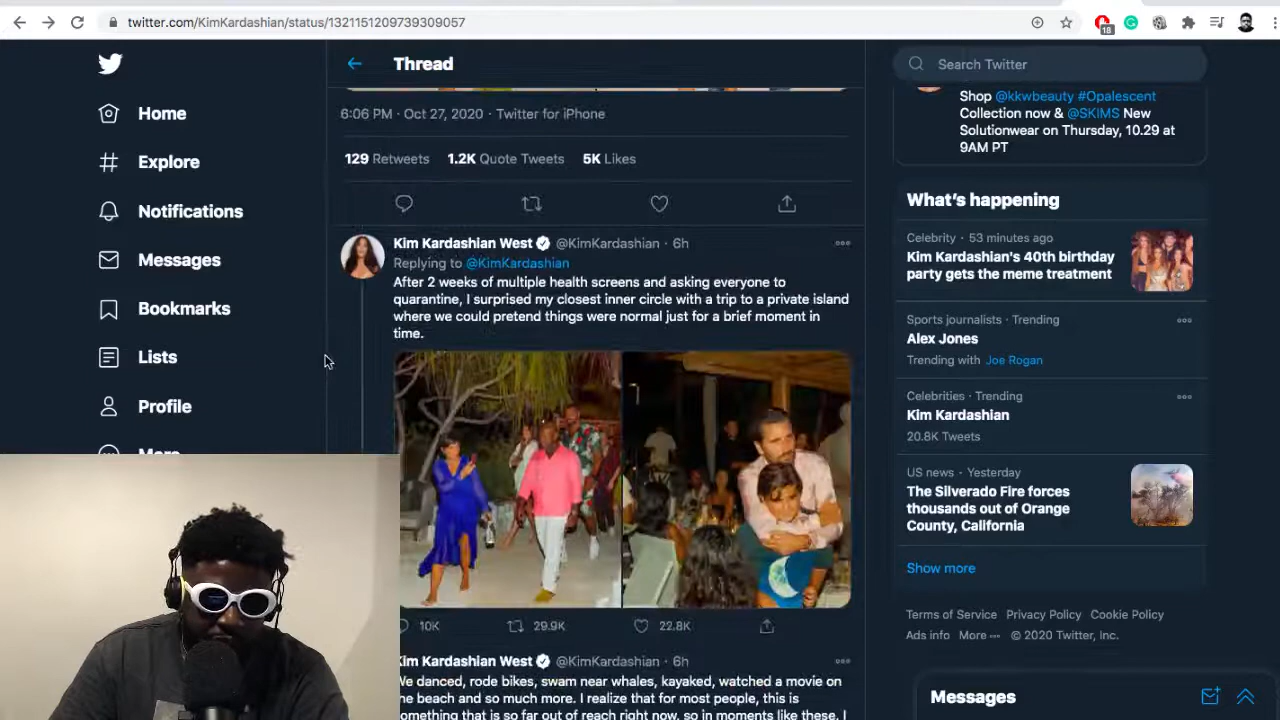 twitter.com/KimKardashian/status/1321151209739309057
18
Home
Explore
Notifications
Messages
Bookmarks
Lists
Profile
More
Thread
6:06 PM · Oct 27, 2020 · Twitter for iPhone
129 Retweets 1.2K Quote Tweets 5K Likes
Kim Kardashian West @KimKardashian · 6h
Replying to @KimKardashian
After 2 weeks of multiple health screens and asking everyone to
quarantine, I surprised my closest inner circle with a trip to a private island
where we could pretend things were normal just for a brief moment in
time.
10K 29.9K 22.8K
Kim Kardashian West @KimKardashian · 6h
We danced, rode bikes, swam near whales, kayaked, watched a movie on
the beach and so much more. I realize that for most people, this is
something that is so far out of reach right now, so in moments like these, I
Search Twitter
Shop @kkwbeauty #Opalescent
Collection now & @SKIMS New
Solutionwear on Thursday, 10.29 at
9AM PT
What's happening
Celebrity · 53 minutes ago
Kim Kardashian's 40th birthday
party gets the meme treatment
Sports journalists · Trending
Alex Jones
Trending with Joe Rogan
Celebrities · Trending
Kim Kardashian
20.8K Tweets
US news · Yesterday
The Silverado Fire forces
thousands out of Orange
County, California
Show more
Terms of Service Privacy Policy Cookie Policy
Ads info More ··· © 2020 Twitter, Inc.
Messages